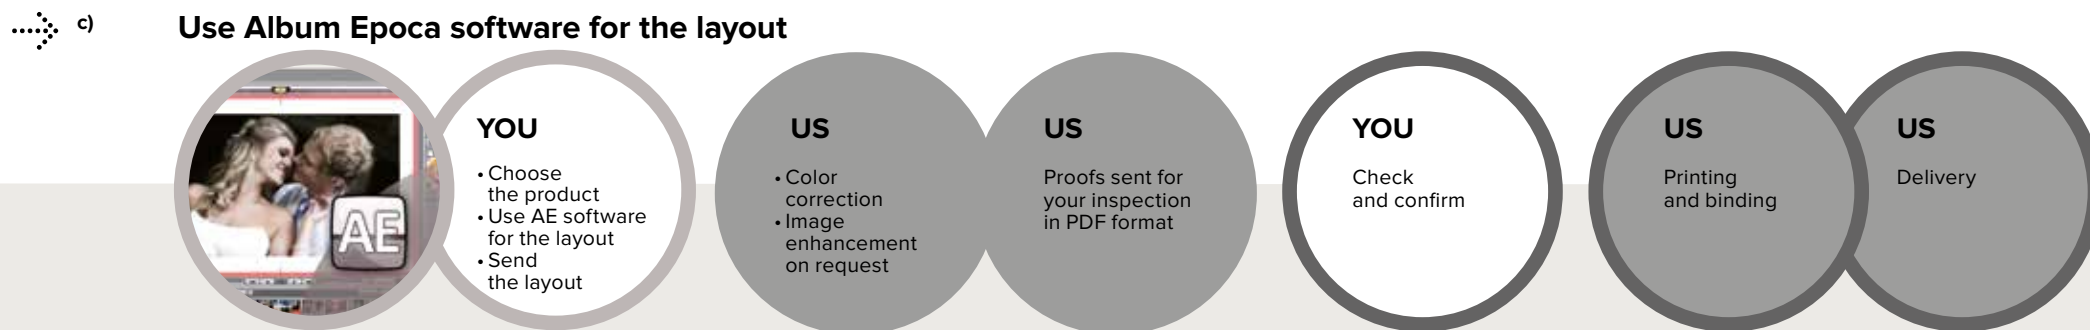 c) Use Album Epoca software for the layout
AE
YOU
• Choose
the product
• Use AE software
for the layout
• Send
the layout
US
• Color
correction
• Image
enhancement
on request
US
Proofs sent for
your inspection
in PDF format
YOU
Check
and confirm
US
Printing
and binding
US
Delivery